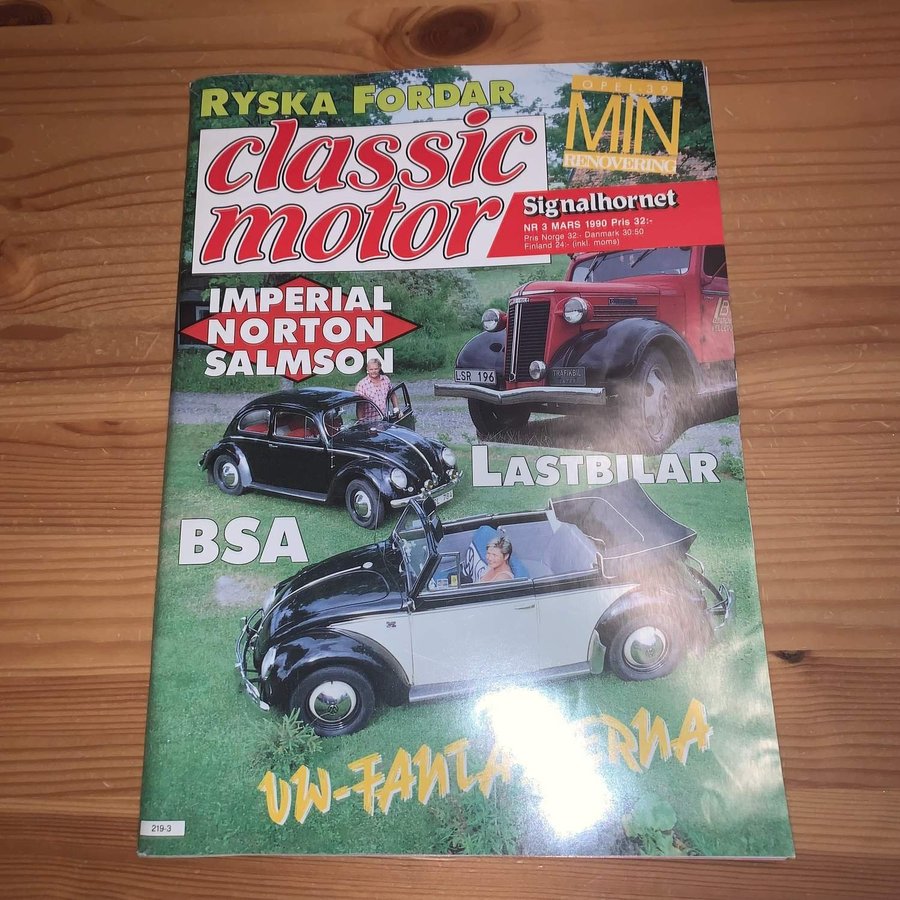 RYSKA FORDAR
OPEL-39
MIN
RENOVERING
classic
motor
Signalhornet
NR 3 MARS 1990 Pris 32:-
Pris Norge 32:- Danmark 30:50
Finland 24:- (inkl. moms)
IMPERIAL
NORTON
SALMSON
LSR 196
TRAFIKBIL
LASTBILAR
BSA
219-3